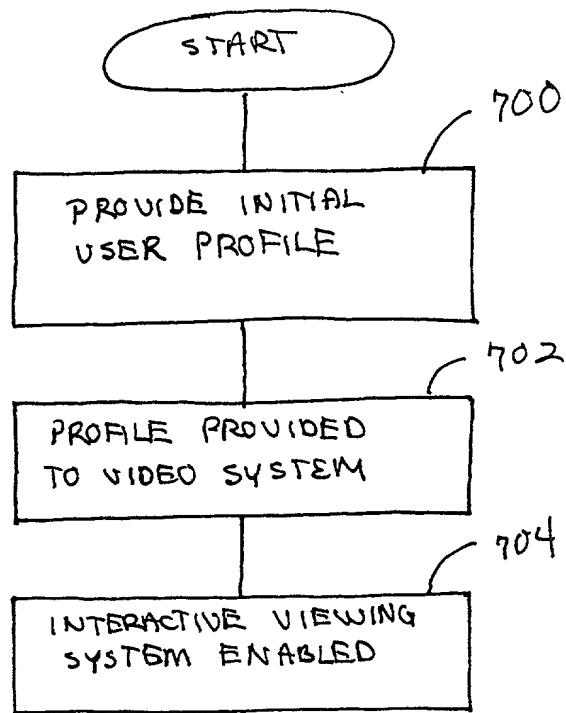 START
700
PROVIDE INITIAL
USER PROFILE
702
PROFILE PROVIDED
TO VIDEO SYSTEM
704
INTERACTIVE VIEWING
SYSTEM ENABLED